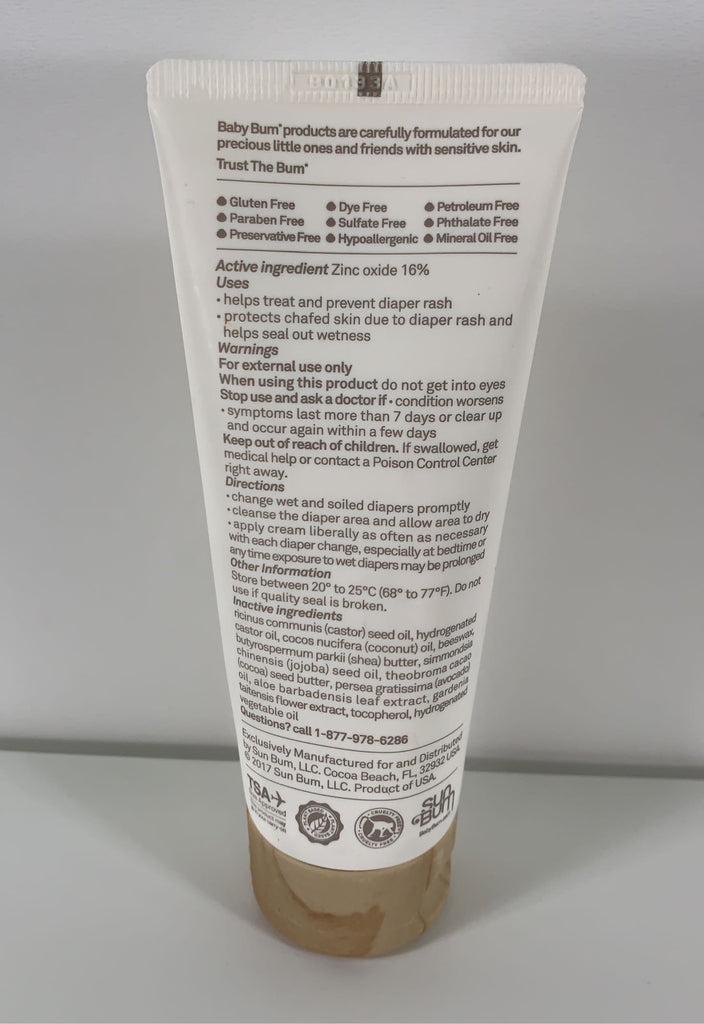 Baby Bum® products are carefully formulated for our
precious little ones and friends with sensitive skin.
Trust The Bum®
Gluten Free
Dye Free
Petroleum Free
Paraben Free
Sulfate Free
Phthalate Free
Preservative Free
Hypoallergenic
Mineral Oil Free
Active ingredient Zinc oxide 16%
Uses
• helps treat and prevent diaper rash
• protects chafed skin due to diaper rash and
helps seal out wetness
Warnings
For external use only
When using this product do not get into eyes
Stop use and ask a doctor if • condition worsens
• symptoms last more than 7 days or clear up
and occur again within a few days
Keep out of reach of children. If swallowed, get
medical help or contact a Poison Control Center
right away.
Directions
• change wet and soiled diapers promptly
• cleanse the diaper area and allow area to dry
• apply cream liberally as often as necessary
with each diaper change, especially at bedtime or
any time exposure to wet diapers may be prolonged
Other Information
Store between 20° to 25°C (68° to 77°F). Do not
use if quality seal is broken.
Inactive ingredients
ricinus communis (castor) seed oil, hydrogenated
castor oil, cocos nucifera (coconut) oil, beeswax,
butyrospermum parkii (shea) butter, simmondsia
chinensis (jojoba) seed oil, theobroma cacao
(cocoa) seed butter, persea gratissima (avocado)
oil, aloe barbadensis leaf extract, gardenia
taitensis flower extract, tocopherol, hydrogenated
vegetable oil
Questions? call 1-877-978-6286
Exclusively Manufactured for and Distributed
by Sun Bum, LLC. Cocoa Beach, FL, 32932 USA.
© 2017 Sun Bum, LLC. Product of USA.
TSA
Approved
CRUELTY FREE
CRUELTY FREE
SUN
BUM